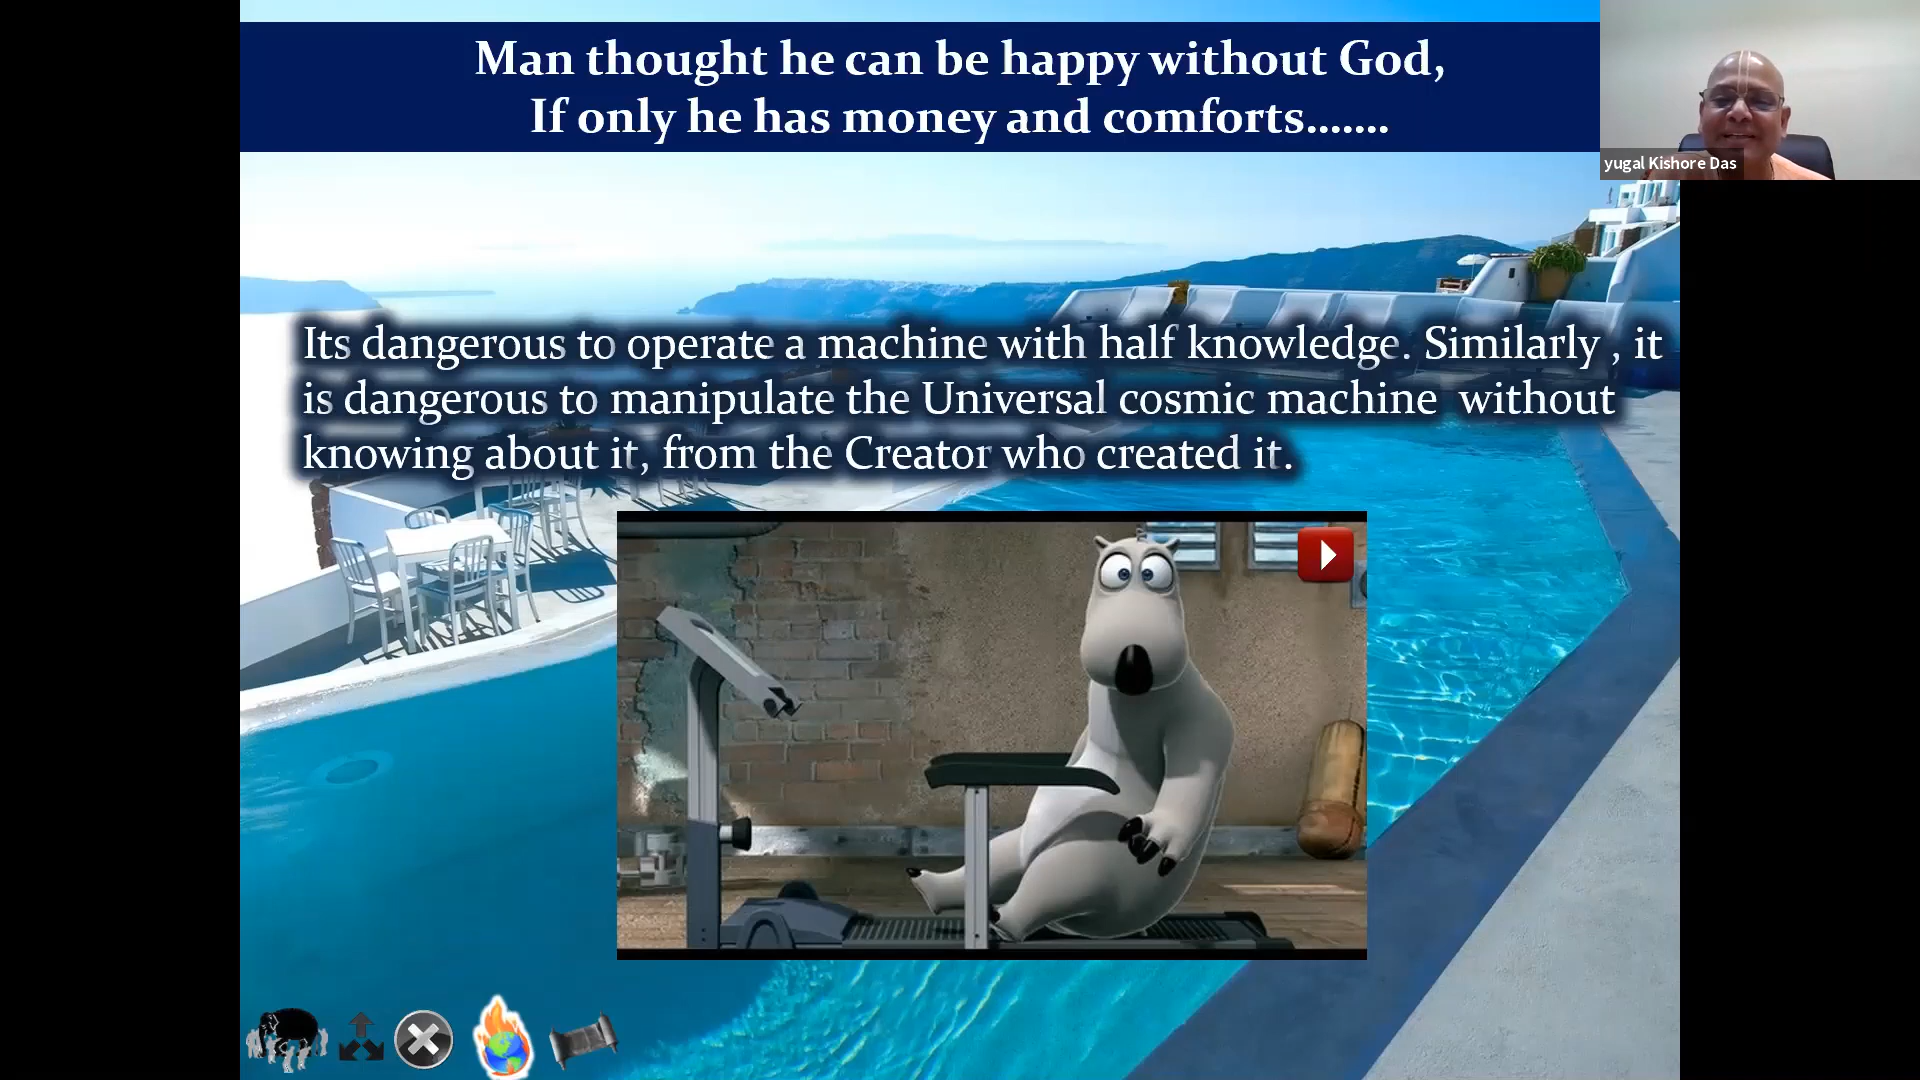 Man thought he can be happy without God,
If only he has money and comforts.......
yugal Kishore Das
Its dangerous to operate a machine with half knowledge. Similarly , it
is dangerous to manipulate the Universal cosmic machine without
knowing about it, from the Creator who created it.